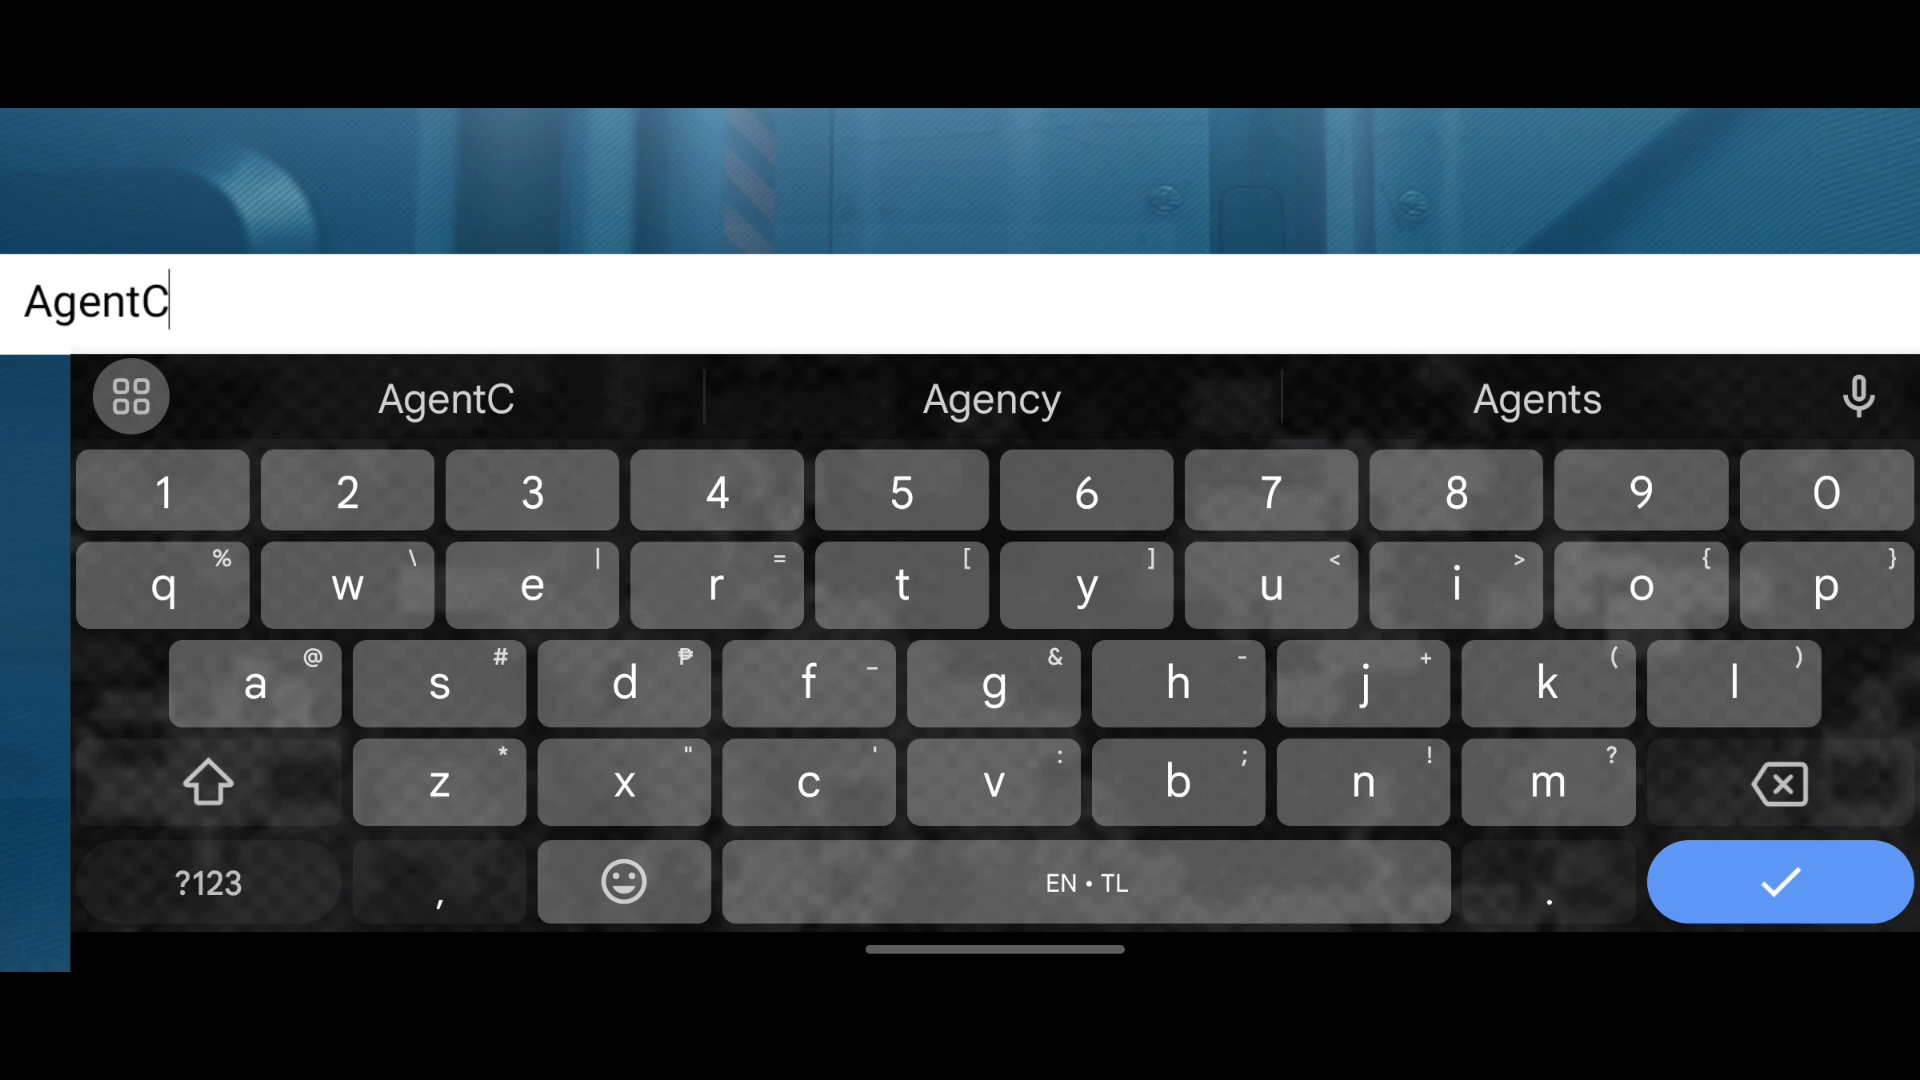 AgentC
AgentC Agency Agents
1 2 3 4 5 6 7 8 9 0
q % w \ e | r = t [ y ] u < i > o { p }
a @ s # d ₱ f _ g & h - j + k ( l )
z * x " c ' v : b ; n ! m ?
?123 , EN • TL .